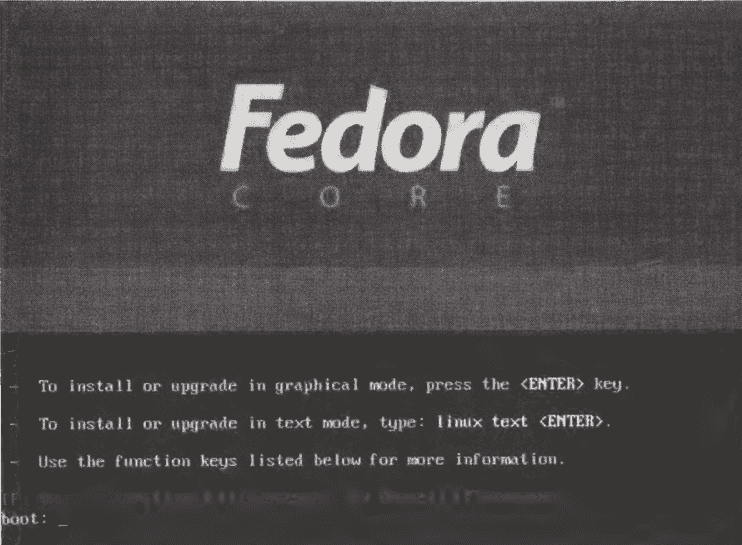 Fedora
CORE
- To install or upgrade in graphical mode, press the <ENTER> key.
- To install or upgrade in text mode, type: linux text <ENTER>.
- Use the function keys listed below for more information.
boot: _